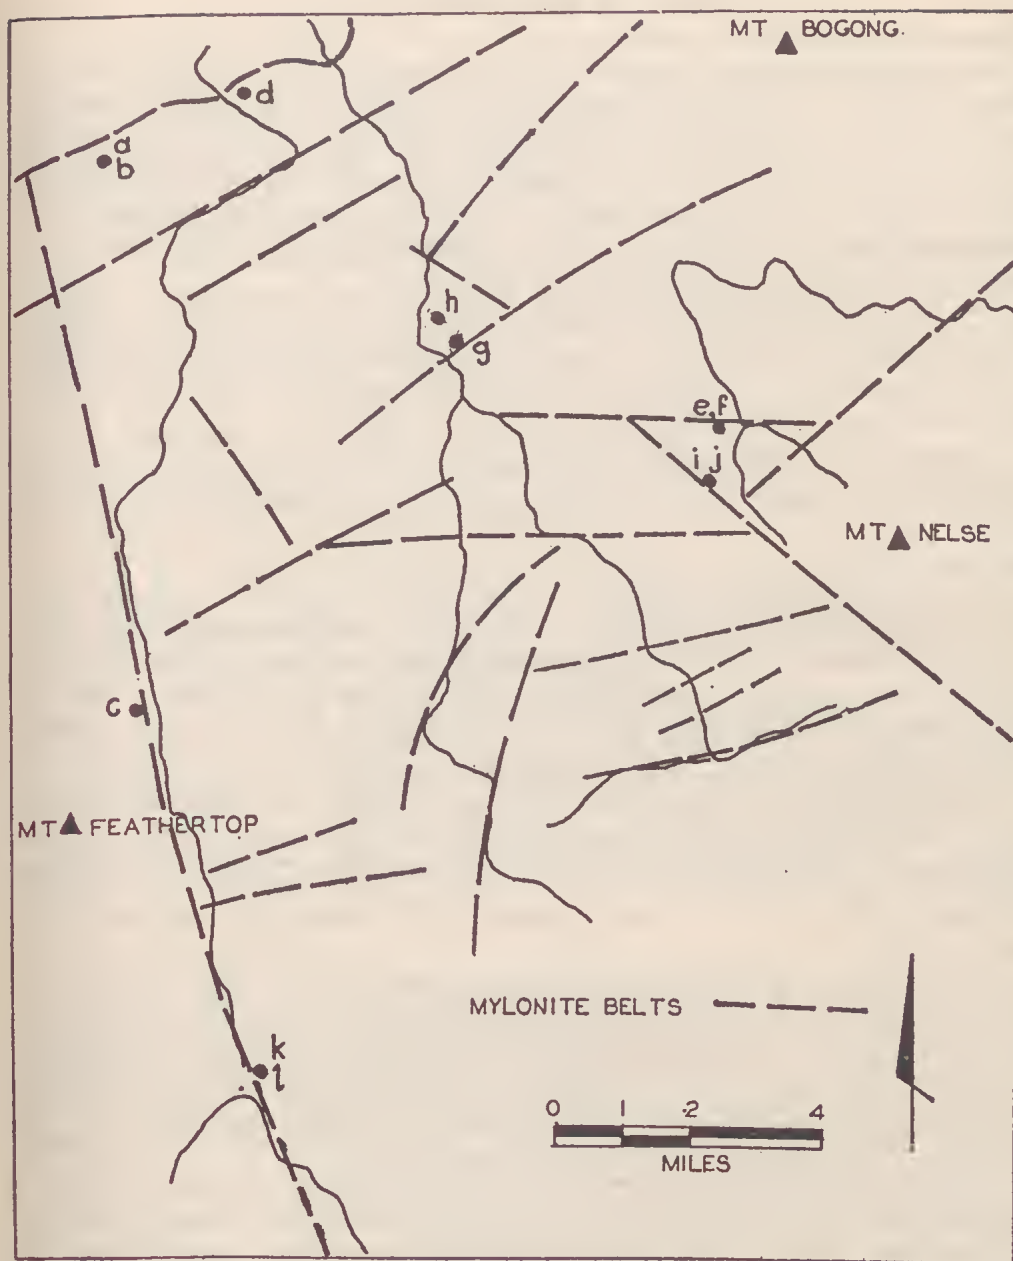 MT ▲ BOGONG.
d
a
b
h
g
e,f
i j
MT ▲ NELSE
c
MT ▲ FEATHERTOP
MYLONITE BELTS
k
l
0 1 2 4
MILES